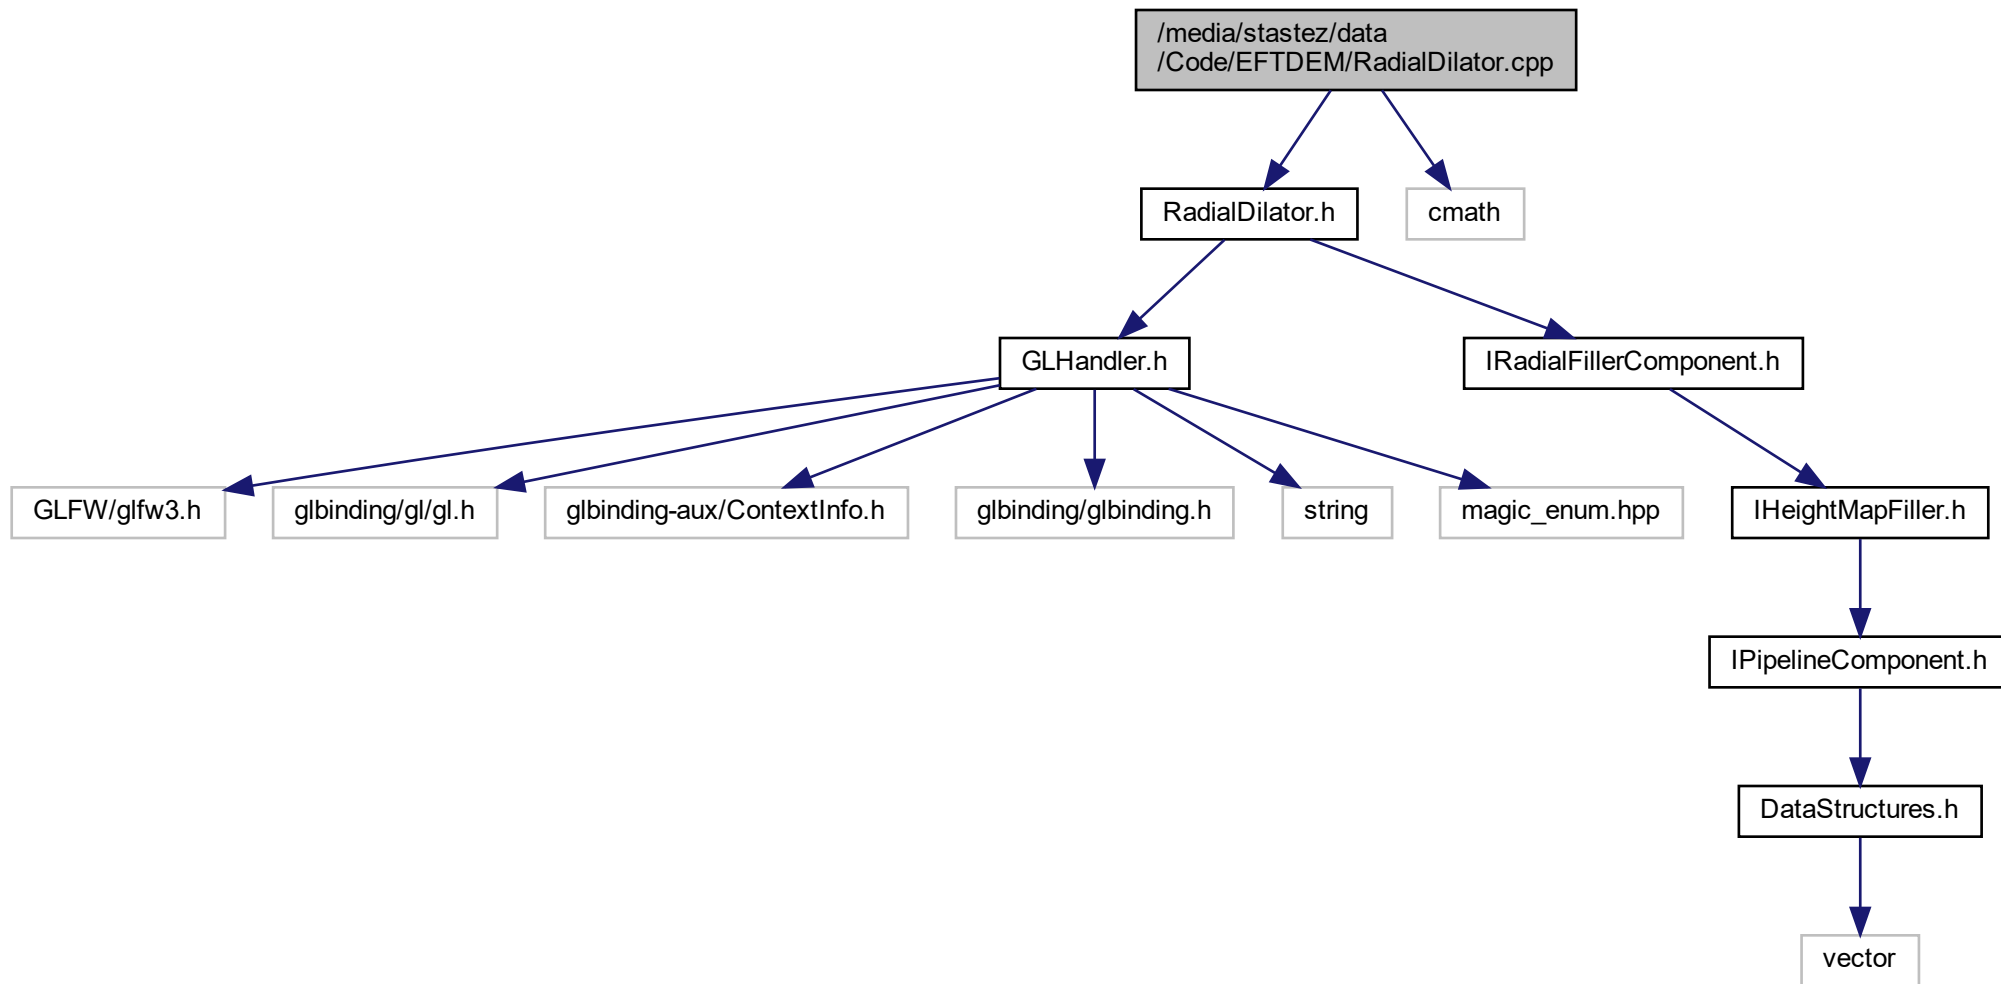 /media/stastez/data
/Code/EFTDEM/RadialDilator.cpp
RadialDilator.h
cmath
GLHandler.h
IRadialFillerComponent.h
GLFW/glfw3.h
glbinding/gl/gl.h
glbinding-aux/ContextInfo.h
glbinding/glbinding.h
string
magic_enum.hpp
IHeightMapFiller.h
IPipelineComponent.h
DataStructures.h
vector